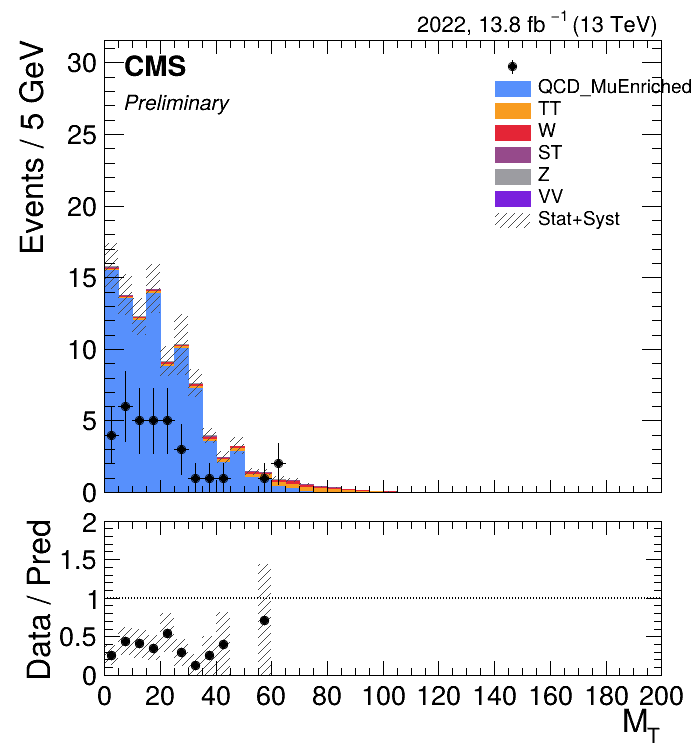 2022, 13.8 fb⁻¹ (13 TeV)
CMS
Preliminary
QCD_MuEnriched
TT
W
ST
Z
VV
Stat+Syst
Events / 5 GeV
30
25
20
15
10
5
0
Data / Pred
2
1.5
1
0.5
0
0 20 40 60 80 100 120 140 160 180 200
M_T